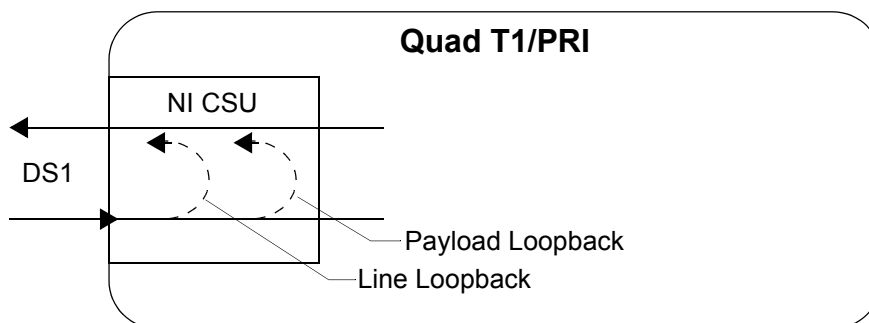 Quad T1/PRI
NI CSU
DS1
Payload Loopback
Line Loopback